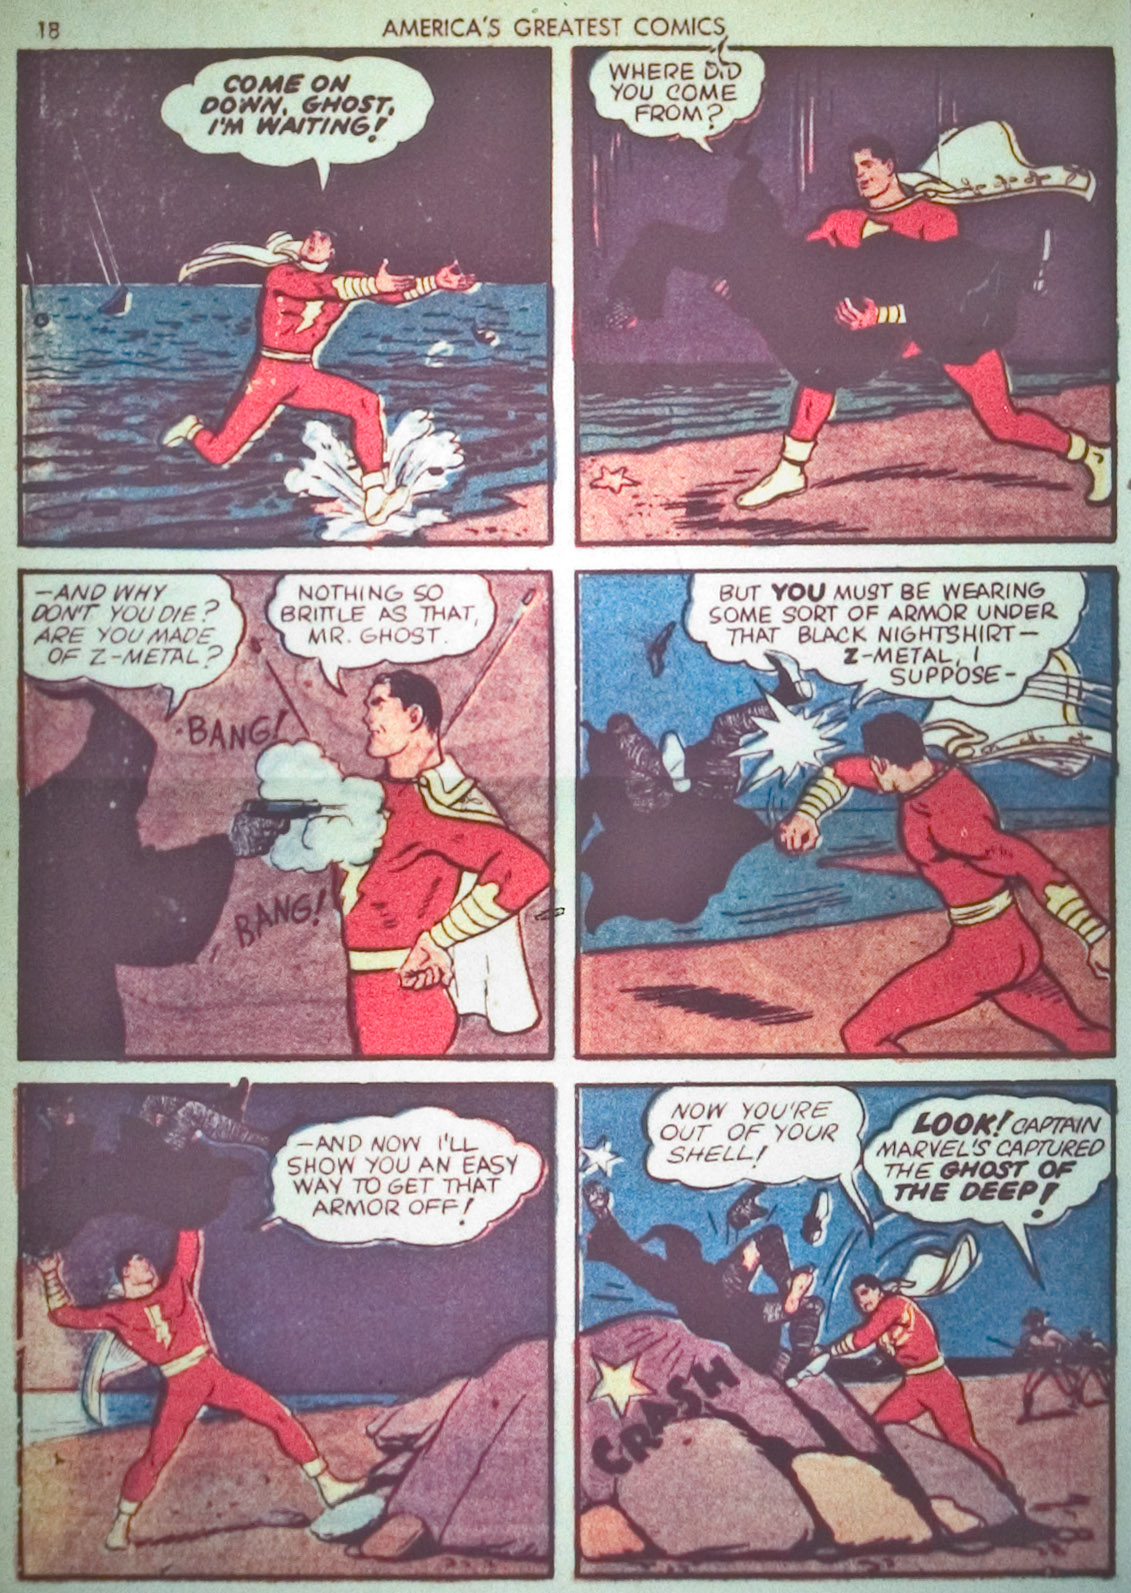 18
AMERICA'S GREATEST COMICS
COME ON
DOWN, GHOST,
I'M WAITING!
WHERE DID
YOU COME
FROM?
—AND WHY
DON'T YOU DIE?
ARE YOU MADE
OF Z-METAL?
NOTHING SO
BRITTLE AS THAT,
MR. GHOST.
BANG!
BANG!
BUT YOU MUST BE WEARING
SOME SORT OF ARMOR UNDER
THAT BLACK NIGHTSHIRT—
Z-METAL, I
SUPPOSE—
—AND NOW I'LL
SHOW YOU AN EASY
WAY TO GET THAT
ARMOR OFF!
NOW YOU'RE
OUT OF YOUR
SHELL!
LOOK! CAPTAIN
MARVEL'S CAPTURED
THE GHOST OF
THE DEEP!
CRASH